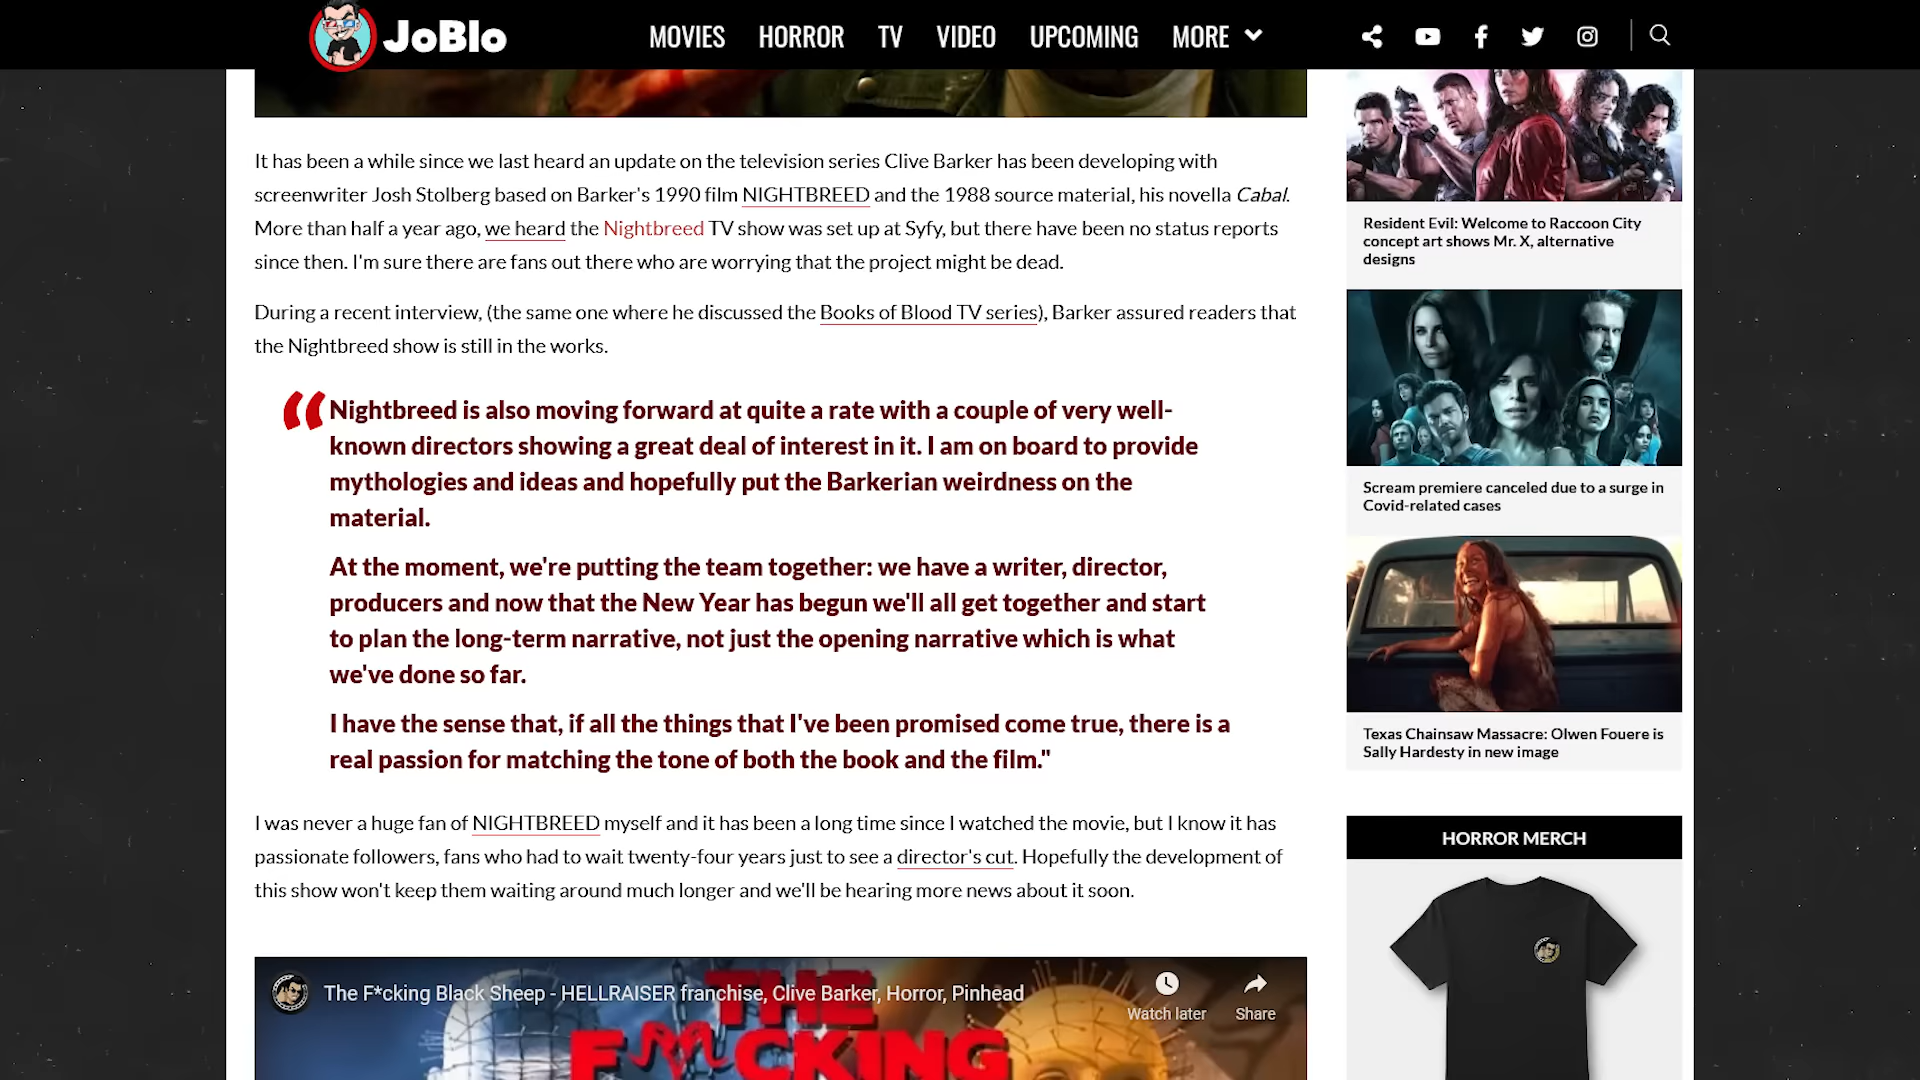 JoBlo
MOVIES HORROR TV VIDEO UPCOMING MORE
It has been a while since we last heard an update on the television series Clive Barker has been developing with
screenwriter Josh Stolberg based on Barker's 1990 film NIGHTBREED and the 1988 source material, his novella Cabal.
More than half a year ago, we heard the Nightbreed TV show was set up at Syfy, but there have been no status reports
since then. I'm sure there are fans out there who are worrying that the project might be dead.
During a recent interview, (the same one where he discussed the Books of Blood TV series), Barker assured readers that
the Nightbreed show is still in the works.
“Nightbreed is also moving forward at quite a rate with a couple of very well-
known directors showing a great deal of interest in it. I am on board to provide
mythologies and ideas and hopefully put the Barkerian weirdness on the
material.
At the moment, we're putting the team together: we have a writer, director,
producers and now that the New Year has begun we'll all get together and start
to plan the long-term narrative, not just the opening narrative which is what
we've done so far.
I have the sense that, if all the things that I've been promised come true, there is a
real passion for matching the tone of both the book and the film."
I was never a huge fan of NIGHTBREED myself and it has been a long time since I watched the movie, but I know it has
passionate followers, fans who had to wait twenty-four years just to see a director's cut. Hopefully the development of
this show won't keep them waiting around much longer and we'll be hearing more news about it soon.
The F*cking Black Sheep - HELLRAISER franchise, Clive Barker, Horror, Pinhead
Watch later Share
THE
F*CKING
Resident Evil: Welcome to Raccoon City
concept art shows Mr. X, alternative
designs
Scream premiere canceled due to a surge in
Covid-related cases
Texas Chainsaw Massacre: Olwen Fouere is
Sally Hardesty in new image
HORROR MERCH